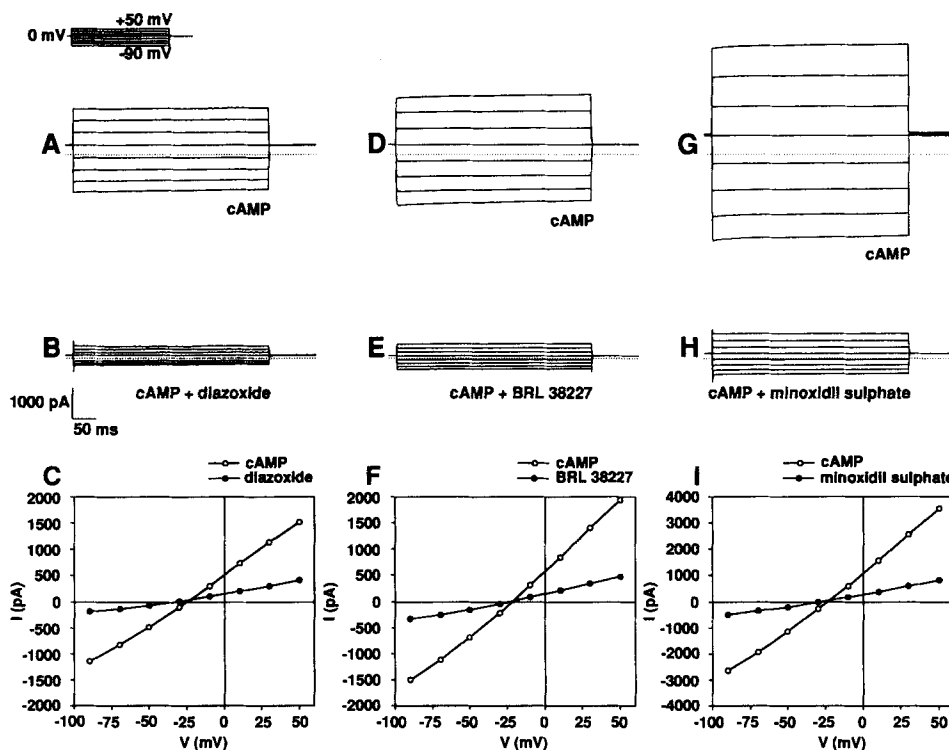 +50 mV
0 mV
-90 mV
A
cAMP
D
cAMP
G
cAMP
B
cAMP + diazoxide
E
cAMP + BRL 38227
H
cAMP + minoxidil sulphate
1000 pA
50 ms
C
cAMP
diazoxide
2000
1500
1000
500
0
-500
-1000
-1500
-2000
I (pA)
-100 -75 -50 -25 0 25 50
V (mV)
F
cAMP
BRL 38227
2000
1500
1000
500
0
-500
-1000
-1500
-2000
I (pA)
-100 -75 -50 -25 0 25 50
V (mV)
I
cAMP
minoxidil sulphate
4000
3000
2000
1000
0
-1000
-2000
-3000
-4000
I (pA)
-100 -75 -50 -25 0 25 50
V (mV)